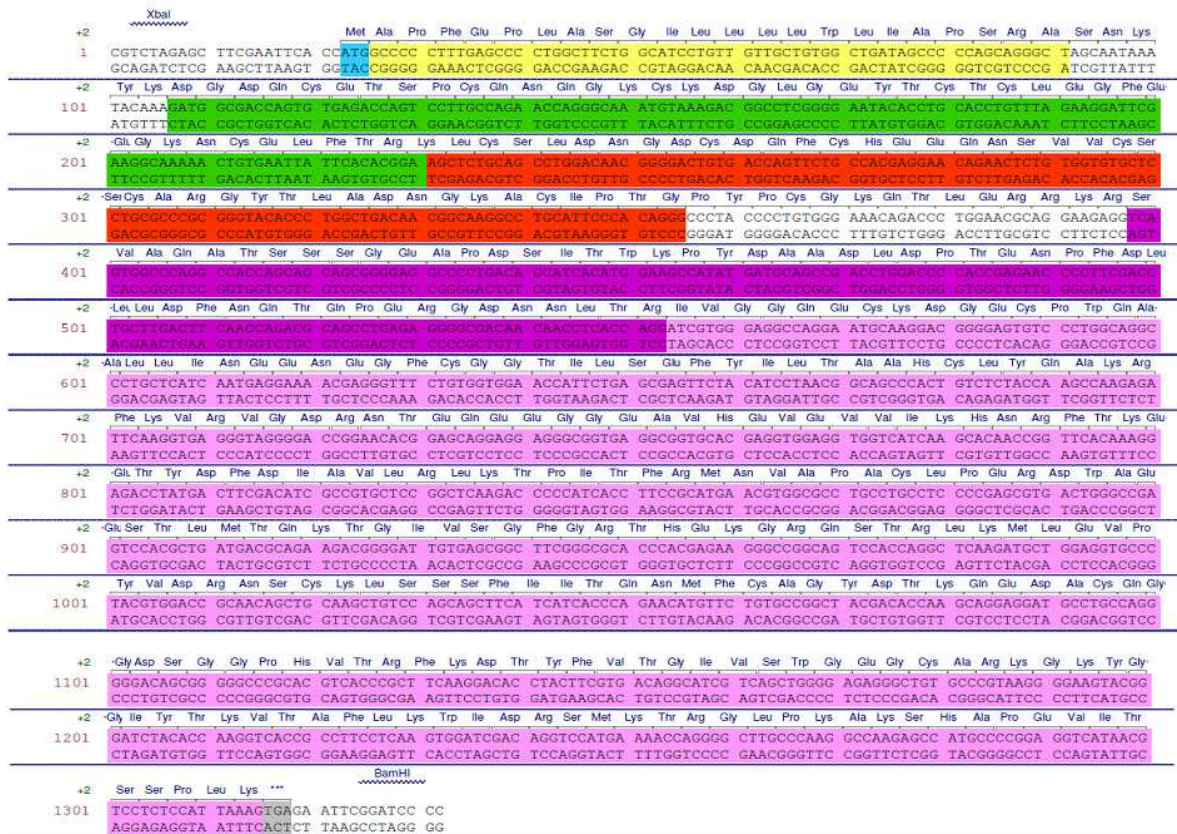 XbaI
+2 Met Ala Pro Phe Glu Pro Leu Ala Ser Gly Ile Leu Leu Leu Leu Trp Leu Ile Ala Pro Ser Arg Ala Ser Asn Lys
1 CGTCTAGAGC TTCGAATTCA CCATGGCCCC CTTTGAGCCC CTGGCTTCTG GCATCCTGTT GTTGCTGTGG CTGATAGCCC CCAGCAGGGC TAGCAATAAA
GCAGATCTCG AAGCTTAAGT GGTACCGGGG GAAACTCGGG GACCGAAGAC CGTAGGACAA CAACGACACC GACTATCGGG GGTCGTCCCG ATCGTTATTT
+2 Tyr Lys Asp Gly Asp Gln Cys Glu Thr Ser Pro Cys Gln Asn Gln Gly Lys Cys Lys Asp Gly Leu Gly Glu Tyr Thr Cys Thr Cys Leu Glu Gly Phe Glu·
101 TACAAAGATG GCGACCAGTG TGAGACCAGT CCTTGCCAGA ACCAGGGCAA ATGTAAAGAC GGCCTCGGGG AATACACCTG CACCTGTTTA GAAGGATTCG
ATGTTTCTAC CGCTGGTCAC ACTCTGGTCA GGAACGGTCT TGGTCCCGTT TACATTTCTG CCGGAGCCCC TTATGTGGAC GTGGACAAAT CTTCCTAAGC
+2 ·Glu Gly Lys Asn Cys Glu Leu Phe Thr Arg Lys Leu Cys Ser Leu Asp Asn Gly Asp Cys Asp Gln Phe Cys His Glu Glu Gln Asn Ser Val Val Cys Ser·
201 AAGGCAAAAA CTGTGAATTA TTCACACGGA AGCTCTGCAG CCTGGACAAC GGGGACTGTG ACCAGTTCTG CCACGAGGAA CAGAACTCTG TGGTGTGCTC
TTCCGTTTTT GACACTTAAT AAGTGTGCCT TCGAGACGTC GGACCTGTTG CCCCTGACAC TGGTCAAGAC GGTGCTCCTT GTCTTGAGAC ACCACACGAG
+2 ·Ser Cys Ala Arg Gly Tyr Thr Leu Ala Asp Asn Gly Lys Ala Cys Ile Pro Thr Gly Pro Tyr Pro Cys Gly Lys Gln Thr Leu Glu Arg Arg Lys Arg Ser
301 CTGCGCCCGC GGGTACACCC TGGCTGACAA CGGCAAGGCC TGCATTCCCA CAGGGCCCTA CCCCTGTGGG AAACAGACCC TGGAACGCAG GAAGAGGTCA
GACGCGGGCG CCCATGTGGG ACCGACTGTT GCCGTTCCGG ACGTAAGGGT GTCCCGGGAT GGGGACACCC TTTGTCTGGG ACCTTGCGTC CTTCTCCAGT
+2 Val Ala Gln Ala Thr Ser Ser Ser Gly Glu Ala Pro Asp Ser Ile Thr Trp Lys Pro Tyr Asp Ala Ala Asp Leu Asp Pro Thr Glu Asn Pro Phe Asp Leu·
401 GTGGCCCAGG CCACCAGCAG CAGCGGGGAG GCCCCTGACA GCATCACATG GAAGCCATAT GATGCAGCCG ACCTGGACCC CACCGAGAAC CCCTTCGACC
CACCGGGTCC GGTGGTCGTC GTCGCCCCTC CGGGGACTGT CGTAGTGTAC CTTCGGTATA CTACGTCGGC TGGACCTGGG GTGGCTCTTG GGGAAGCTGG
+2 ·Leu Leu Asp Phe Asn Gln Thr Gln Pro Glu Arg Gly Asp Asn Asn Leu Thr Arg Ile Val Gly Gly Gln Glu Cys Lys Asp Gly Glu Cys Pro Trp Gln Ala·
501 TGCTTGACTT CAACCAGACG CAGCCTGAGA GGGGCGACAA CAACCTCACC AGGATCGTGG GAGGCCAGGA ATGCAAGGAC GGGGAGTGTC CCTGGCAGGC
ACGAACTGAA GTTGGTCTGC GTCGGACTCT CCCCGCTGTT GTTGGAGTGG TCCTAGCACC CTCCGGTCCT TACGTTCCTG CCCCTCACAG GGACCGTCCG
+2 ·Ala Leu Leu Ile Asn Glu Glu Asn Glu Gly Phe Cys Gly Gly Thr Ile Leu Ser Glu Phe Tyr Ile Leu Thr Ala Ala His Cys Leu Tyr Gln Ala Lys Arg
601 CCTGCTCATC AATGAGGAAA ACGAGGGTTT CTGTGGTGGA ACCATTCTGA GCGAGTTCTA CATCCTAACG GCAGCCCACT GTCTCTACCA AGCCAAGAGA
GGACGAGTAG TTACTCCTTT TGCTCCCAAA GACACCACCT TGGTAAGACT CGCTCAAGAT GTAGGATTGC CGTCGGGTGA CAGAGATGGT TCGGTTCTCT
+2 Phe Lys Val Arg Val Gly Asp Arg Asn Thr Glu Gln Glu Glu Gly Gly Glu Ala Val His Glu Val Glu Val Val Ile Lys His Asn Arg Phe Thr Lys Glu·
701 TTCAAGGTGA GGGTAGGGGA CCGGAACACG GAGCAGGAGG AGGGCGGTGA GGCGGTGCAC GAGGTGGAGG TGGTCATCAA GCACAACCGG TTCACAAAGG
AAGTTCCACT CCCATCCCCT GGCCTTGTGC CTCGTCCTCC TCCCGCCACT CCGCCACGTG CTCCACCTCC ACCAGTAGTT CGTGTTGGCC AAGTGTTTCC
+2 ·Glu Thr Tyr Asp Phe Asp Ile Ala Val Leu Arg Leu Lys Thr Pro Ile Thr Phe Arg Met Asn Val Ala Pro Ala Cys Leu Pro Glu Arg Asp Trp Ala Glu·
801 AGACCTATGA CTTCGACATC GCCGTGCTCC GGCTCAAGAC CCCCATCACC TTCCGCATGA ACGTGGCGCC TGCCTGCCTC CCCGAGCGTG ACTGGGCCGA
TCTGGATACT GAAGCTGTAG CGGCACGAGG CCGAGTTCTG GGGGTAGTGG AAGGCGTACT TGCACCGCGG ACGGACGGAG GGGCTCGCAC TGACCCGGCT
+2 ·Glu Ser Thr Leu Met Thr Gln Lys Thr Gly Ile Val Ser Gly Phe Gly Arg Thr His Glu Lys Gly Arg Gln Ser Thr Arg Leu Lys Met Leu Glu Val Pro
901 GTCCACGCTG ATGACGCAGA AGACGGGGAT TGTGAGCGGC TTCGGGCGCA CCCACGAGAA GGGCCGGCAG TCCACCAGGC TCAAGATGCT GGAGGTGCCC
CAGGTGCGAC TACTGCGTCT TCTGCCCCTA ACACTCGCCG AAGCCCGCGT GGGTGCTCTT CCCGGCCGTC AGGTGGTCCG AGTTCTACGA CCTCCACGGG
+2 Tyr Val Asp Arg Asn Ser Cys Lys Leu Ser Ser Ser Phe Ile Ile Thr Gln Asn Met Phe Cys Ala Gly Tyr Asp Thr Lys Gln Glu Asp Ala Cys Gln Gly·
1001 TACGTGGACC GCAACAGCTG CAAGCTGTCC AGCAGCTTCA TCATCACCCA GAACATGTTC TGTGCCGGCT ACGACACCAA GCAGGAGGAT GCCTGCCAGG
ATGCACCTGG CGTTGTCGAC GTTCGACAGG TCGTCGAAGT AGTAGTGGGT CTTGTACAAG ACACGGCCGA TGCTGTGGTT CGTCCTCCTA CGGACGGTCC
+2 ·Gly Asp Ser Gly Gly Pro His Val Thr Arg Phe Lys Asp Thr Tyr Phe Val Thr Gly Ile Val Ser Trp Gly Glu Gly Cys Ala Arg Lys Gly Lys Tyr Gly·
1101 GGGACAGCGG GGGCCCGCAC GTCACCCGCT TCAAGGACAC CTACTTCGTG ACAGGCATCG TCAGCTGGGG AGAGGGCTGT GCCCGTAAGG GGAAGTACGG
CCCTGTCGCC CCCGGGCGTG CAGTGGGCGA AGTTCCTGTG GATGAAGCAC TGTCCGTAGC AGTCGACCCC TCTCCCGACA CGGGCATTCC CCTTCATGCC
+2 ·Gly Ile Tyr Thr Lys Val Thr Ala Phe Leu Lys Trp Ile Asp Arg Ser Met Lys Thr Arg Gly Leu Pro Lys Ala Lys Ser His Ala Pro Glu Val Ile Thr
1201 GATCTACACC AAGGTCACCG CCTTCCTCAA GTGGATCGAC AGGTCCATGA AAACCAGGGG CTTGCCCAAG GCCAAGAGCC ATGCCCCGGA GGTCATAACG
CTAGATGTGG TTCCAGTGGC GGAAGGAGTT CACCTAGCTG TCCAGGTACT TTTGGTCCCC GAACGGGTTC CGGTTCTCGG TACGGGGCCT CCAGTATTGC
BamHI
+2 Ser Ser Pro Leu Lys ***
1301 TCCTCTCCAT TAAAGTGAGA ATTCGGATCC CC
AGGAGAGGTA ATTTCACTCT TAAGCCTAGG GG